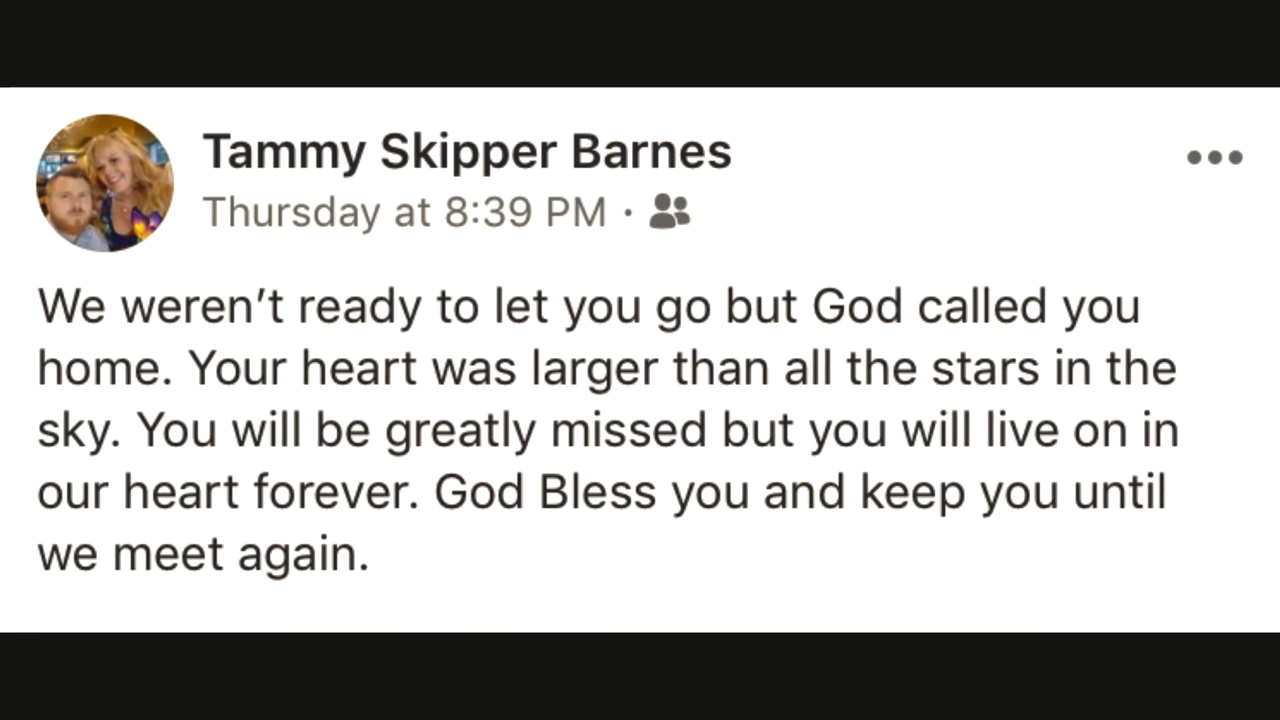 Tammy Skipper Barnes
Thursday at 8:39 PM ·
We weren’t ready to let you go but God called you
home. Your heart was larger than all the stars in the
sky. You will be greatly missed but you will live on in
our heart forever. God Bless you and keep you until
we meet again.